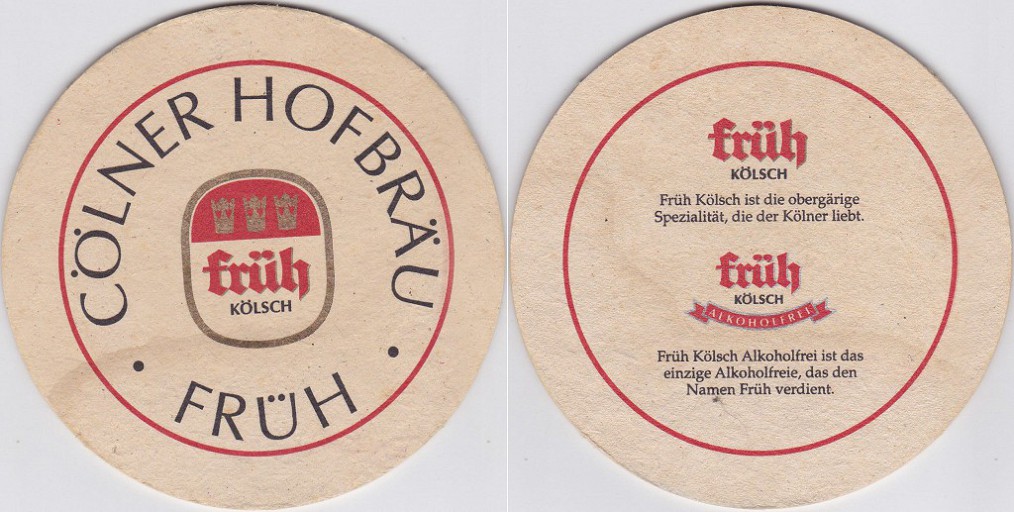 CÖLNER HOFBRÄU
früh
KÖLSCH
FRÜH
früh
KÖLSCH
Früh Kölsch ist die obergärige
Spezialität, die der Kölner liebt.
früh
KÖLSCH
ALKOHOLFREI
Früh Kölsch Alkoholfrei ist das
einzige Alkoholfreie, das den
Namen Früh verdient.